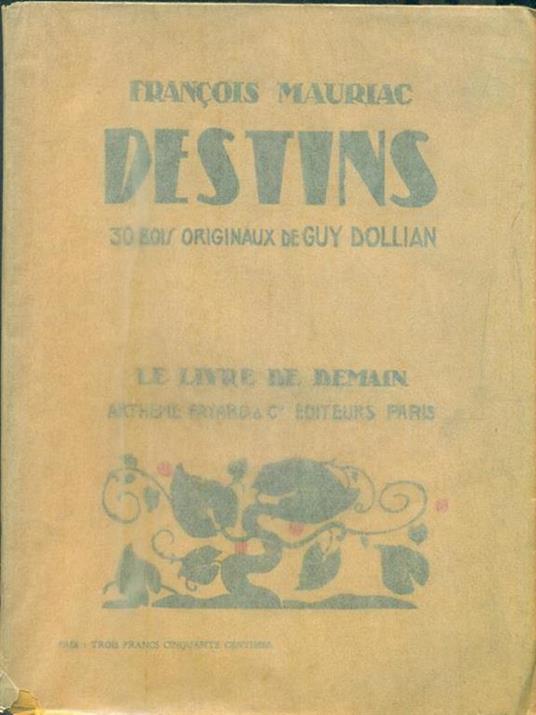 FRANÇOIS MAURIAC
DESTINS
30 BOIS ORIGINAUX DE GUY DOLLIAN
LE LIVRE DE DEMAIN
ARTHEME FAYARD & Cⁱᵉ EDITEURS PARIS
PRIX : TROIS FRANCS CINQUANTE CENTIMES